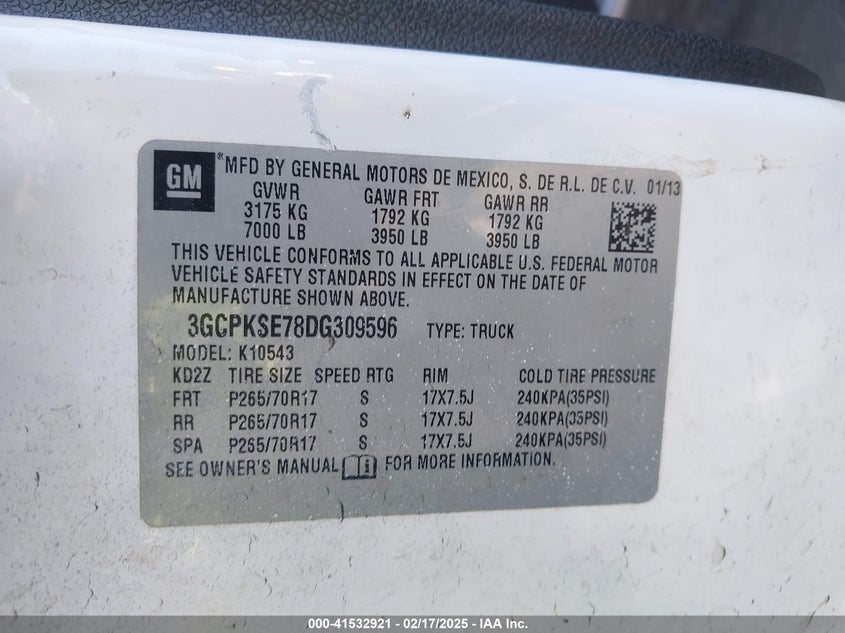 GM ® MFD BY GENERAL MOTORS DE MEXICO, S. DE R.L. DE C.V. 01/13
GVWR GAWR FRT GAWR RR
3175 KG 1792 KG 1792 KG
7000 LB 3950 LB 3950 LB
THIS VEHICLE CONFORMS TO ALL APPLICABLE U.S. FEDERAL MOTOR
VEHICLE SAFETY STANDARDS IN EFFECT ON THE DATE OF
MANUFACTURE SHOWN ABOVE.
3GCPKSE78DG309596 TYPE: TRUCK
MODEL: K10543
KD2Z TIRE SIZE SPEED RTG RIM COLD TIRE PRESSURE
FRT P265/70R17 S 17X7.5J 240KPA(35PSI)
RR P265/70R17 S 17X7.5J 240KPA(35PSI)
SPA P265/70R17 S 17X7.5J 240KPA(35PSI)
SEE OWNER'S MANUAL i FOR MORE INFORMATION.
000-41532921 - 02/17/2025 - IAA Inc.